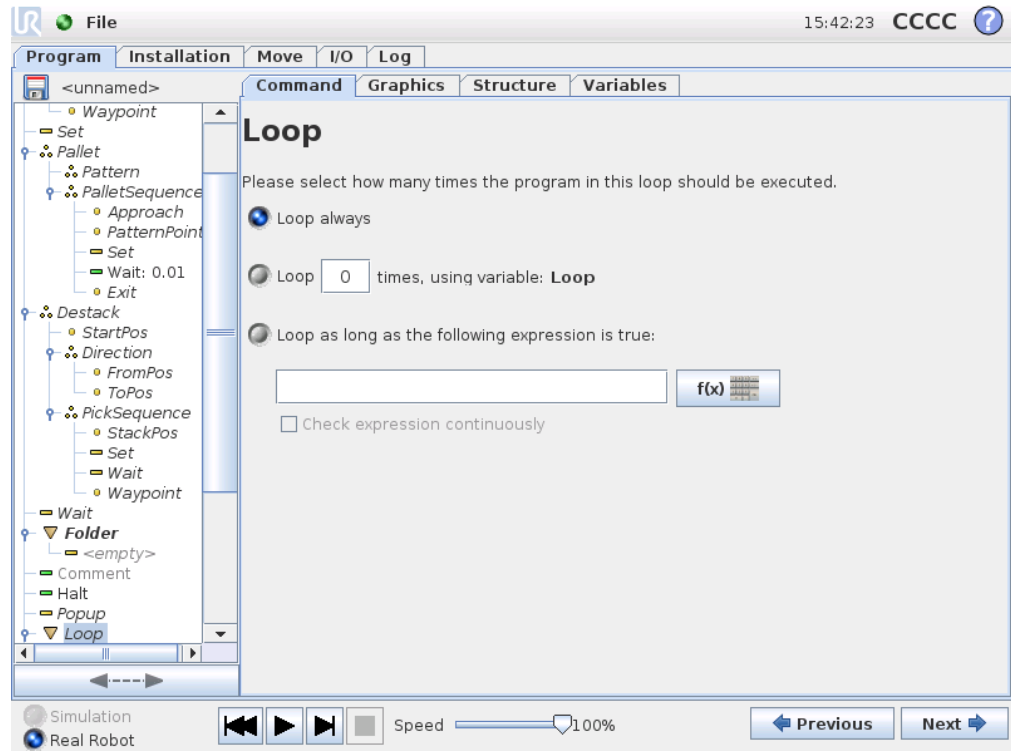 UR File 15:42:23 CCCC ?
Program Installation Move I/O Log
<unnamed> Command Graphics Structure Variables
Waypoint
Set
Pallet
Pattern
PalletSequence
Approach
PatternPoint
Set
Wait: 0.01
Exit
Destack
StartPos
Direction
FromPos
ToPos
PickSequence
StackPos
Set
Wait
Waypoint
Wait
Folder
<empty>
Comment
Halt
Popup
Loop
Loop
Please select how many times the program in this loop should be executed.
Loop always
Loop 0 times, using variable: Loop
Loop as long as the following expression is true:
f(x)
Check expression continuously
Simulation
Real Robot
Speed 100%
Previous Next